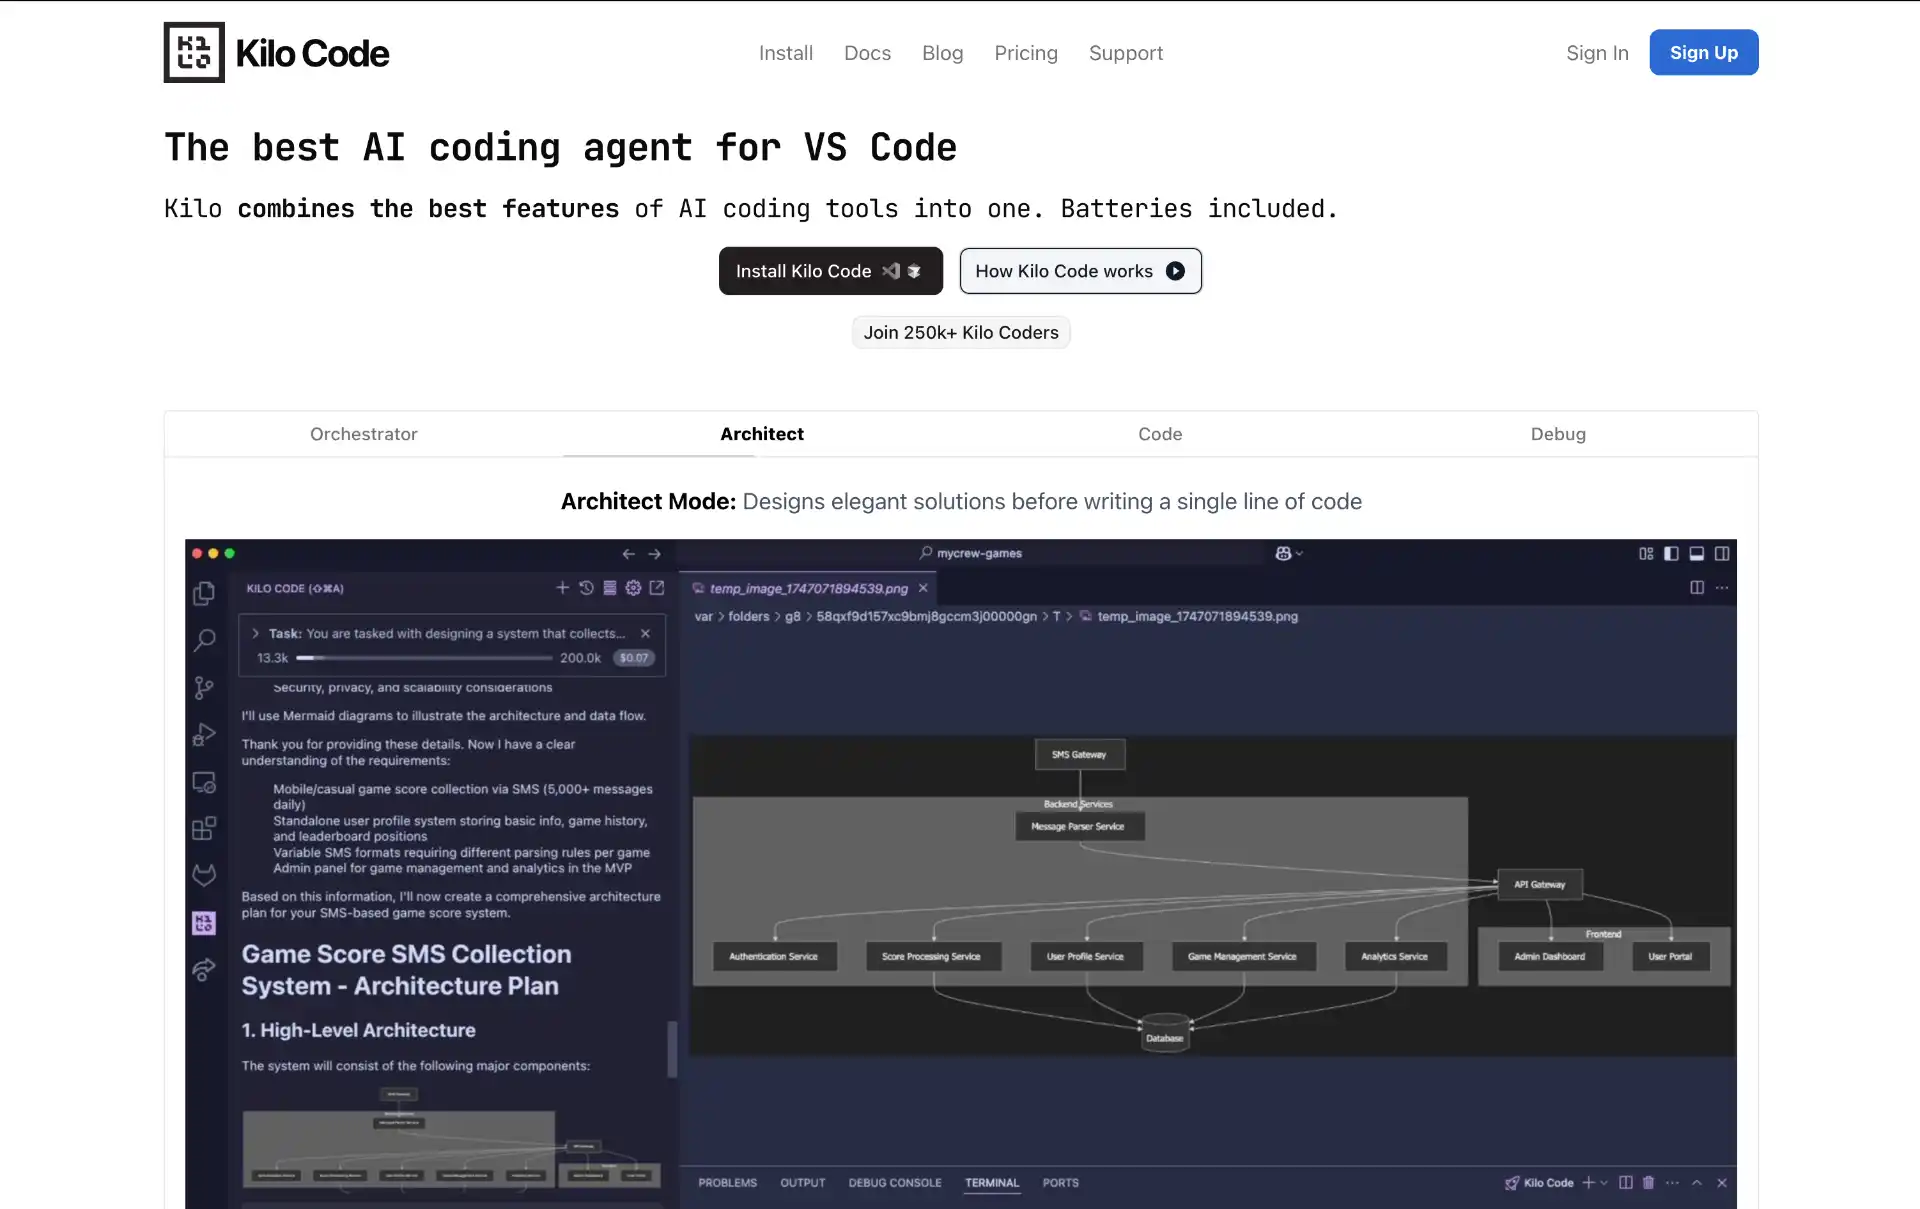 Kilo Code
Install Docs Blog Pricing Support
Sign In Sign Up
The best AI coding agent for VS Code
Kilo combines the best features of AI coding tools into one. Batteries included.
Install Kilo Code How Kilo Code works
Join 250k+ Kilo Coders
Orchestrator Architect Code Debug
Architect Mode: Designs elegant solutions before writing a single line of code
mycrew-games
KILO CODE (⇧⌘A)
Task: You are tasked with designing a system that collects...
13.3k 200.0k $0.07
Security, privacy, and scalability considerations
I'll use Mermaid diagrams to illustrate the architecture and data flow.
Thank you for providing these details. Now I have a clear
understanding of the requirements:
Mobile/casual game score collection via SMS (5,000+ messages
daily)
Standalone user profile system storing basic info, game history,
and leaderboard positions
Variable SMS formats requiring different parsing rules per game
Admin panel for game management and analytics in the MVP
Based on this information, I'll now create a comprehensive architecture
plan for your SMS-based game score system.
Game Score SMS Collection
System - Architecture Plan
1. High-Level Architecture
The system will consist of the following major components:
temp_image_1747071894539.png
var > folders > g8 > 58qxf9d157xc9bmj8gccm3j00000gn > T > temp_image_1747071894539.png
SMS Gateway
Backend Services
Message Parser Service
API Gateway
Frontend
Authentication Service Score Processing Service User Profile Service Game Management Service Analytics Service Admin Dashboard User Portal
Database
PROBLEMS OUTPUT DEBUG CONSOLE TERMINAL PORTS
Kilo Code